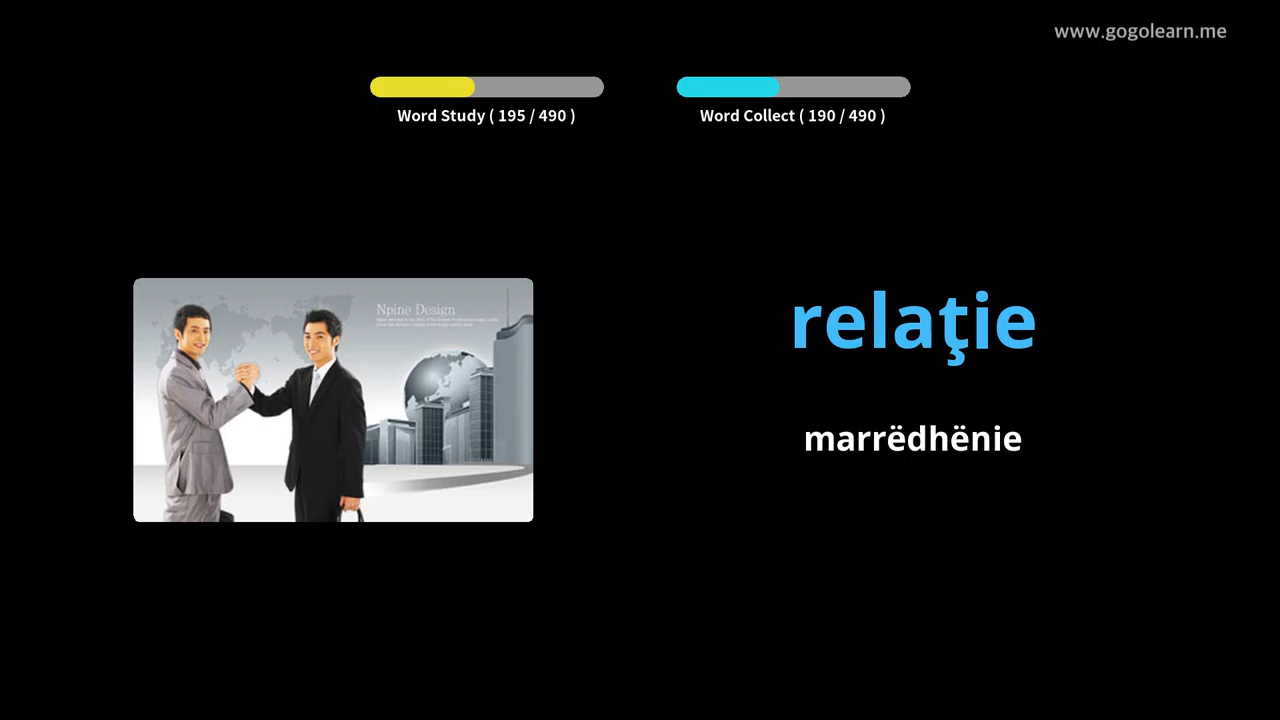 www.gogolearn.me
Word Study ( 195 / 490 )
Word Collect ( 190 / 490 )
Npine Design
relaţie
marrëdhënie